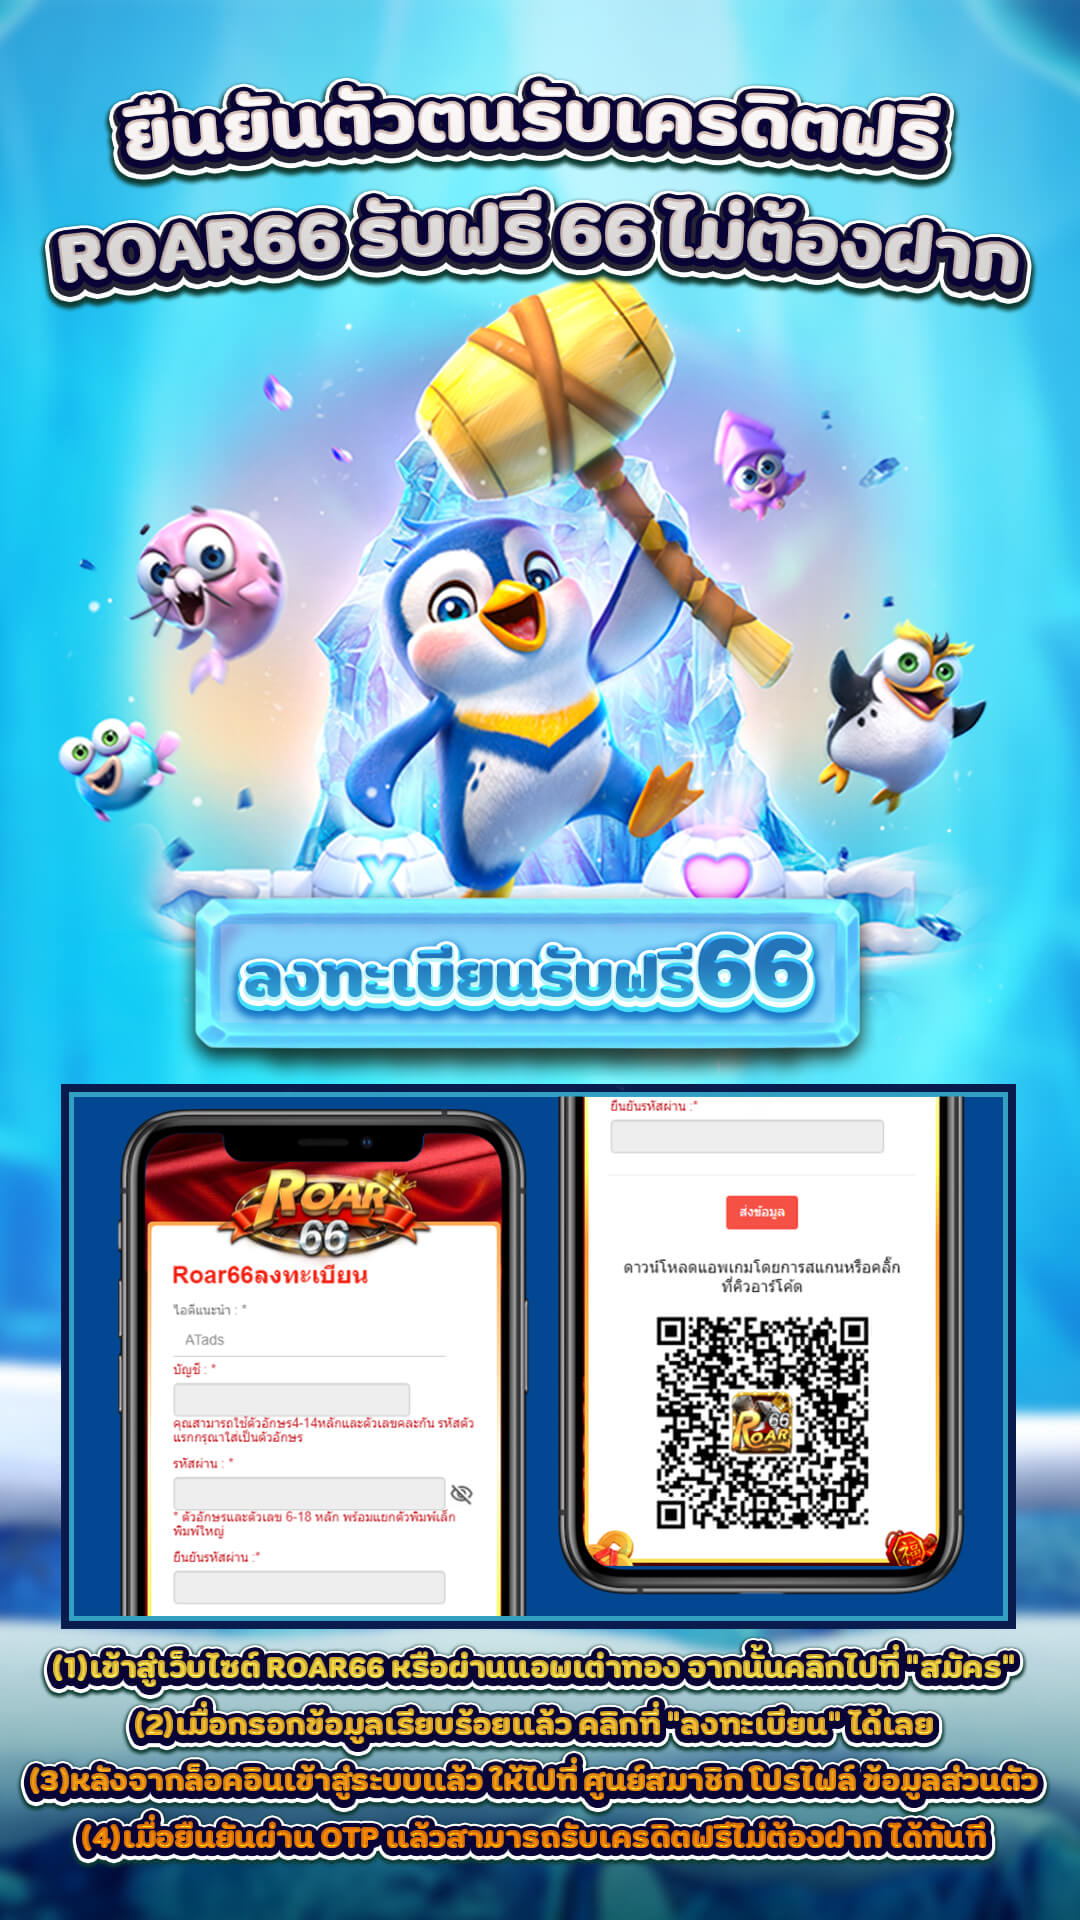 ยืนยันตัวตนรับเครดิตฟรี
ROAR66 รับฟรี 66 ไม่ต้องฝาก
X
ลงทะเบียนรับฟรี66
ROAR
66
Roar66ลงทะเบียน
ไอดีแนะนำ : *
ATads
บัญชี : *
คุณสามารถใช้ตัวอักษร4-14หลักและตัวเลขคละกัน รหัสตัว
แรกกรุณาใส่เป็นตัวอักษร
รหัสผ่าน : *
* ตัวอักษรและตัวเลข 6-18 หลัก พร้อมแยกตัวพิมพ์เล็ก
พิมพ์ใหญ่
ยืนยันรหัสผ่าน :*
ยืนยันรหัสผ่าน :*
ส่งข้อมูล
ดาวน์โหลดแอพเกมโดยการสแกนหรือคลิ๊ก
ที่คิวอาร์โค้ด
66
ROAR
福
(1)เข้าสู่เว็บไซต์ ROAR66 หรือผ่านแอพเต่าทอง จากนั้นคลิกไปที่ "สมัคร"
(2)เมื่อกรอกข้อมูลเรียบร้อยแล้ว คลิกที่ "ลงทะเบียน" ได้เลย
(3)หลังจากล็อคอินเข้าสู่ระบบแล้ว ให้ไปที่ ศูนย์สมาชิก โปรไฟล์ ข้อมูลส่วนตัว
(4)เมื่อยืนยันผ่าน OTP แล้วสามารถรับเครดิตฟรีไม่ต้องฝาก ได้ทันที